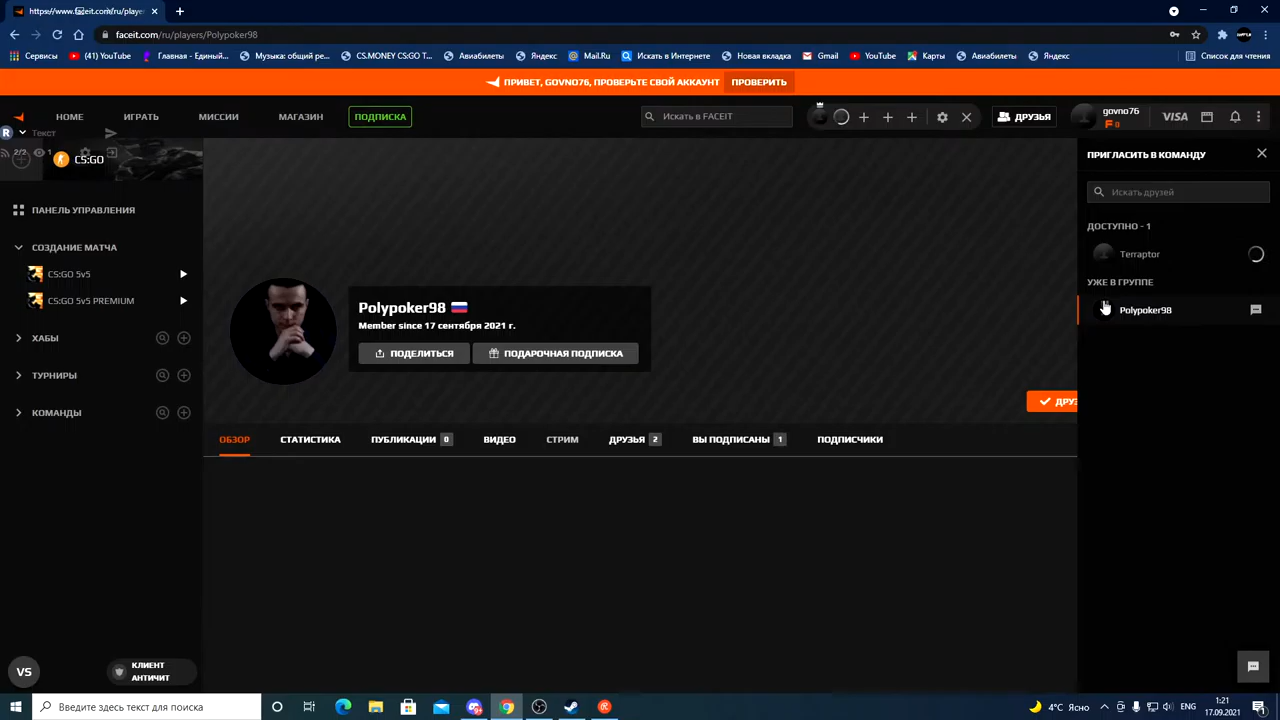 https://www.faceit.com/ru/player
faceit.com/ru/players/Polypoker98
Сервисы
(41) YouTube
Главная - Единый...
Музыка: общий ре...
CS.MONEY CS:GO T...
Авиабилеты
Яндекс
Mail.Ru
Искать в Интернете
Новая вкладка
Gmail
YouTube
Карты
Авиабилеты
Яндекс
Список для чтения
ПРИВЕТ, GOVNO76, ПРОВЕРЬТЕ СВОЙ АККАУНТ
ПРОВЕРИТЬ
HOME
ИГРАТЬ
МИССИИ
МАГАЗИН
ПОДПИСКА
Искать в FACEIT
ДРУЗЬЯ
govno76
0
VISA
R
Текст
2/2
1
CS:GO
ПАНЕЛЬ УПРАВЛЕНИЯ
СОЗДАНИЕ МАТЧА
CS:GO 5v5
CS:GO 5v5 PREMIUM
ХАБЫ
ТУРНИРЫ
КОМАНДЫ
VS
КЛИЕНТ
АНТИЧИТ
Polypoker98
Member since 17 сентября 2021 г.
ПОДЕЛИТЬСЯ
ПОДАРОЧНАЯ ПОДПИСКА
ДРУЗ
ОБЗОР
СТАТИСТИКА
ПУБЛИКАЦИИ 0
ВИДЕО
СТРИМ
ДРУЗЬЯ 2
ВЫ ПОДПИСАНЫ 1
ПОДПИСЧИКИ
ПРИГЛАСИТЬ В КОМАНДУ
Искать друзей
ДОСТУПНО - 1
Terraptor
УЖЕ В ГРУППЕ
Polypoker98
Введите здесь текст для поиска
4°C Ясно
ENG
1:21
17.09.2021